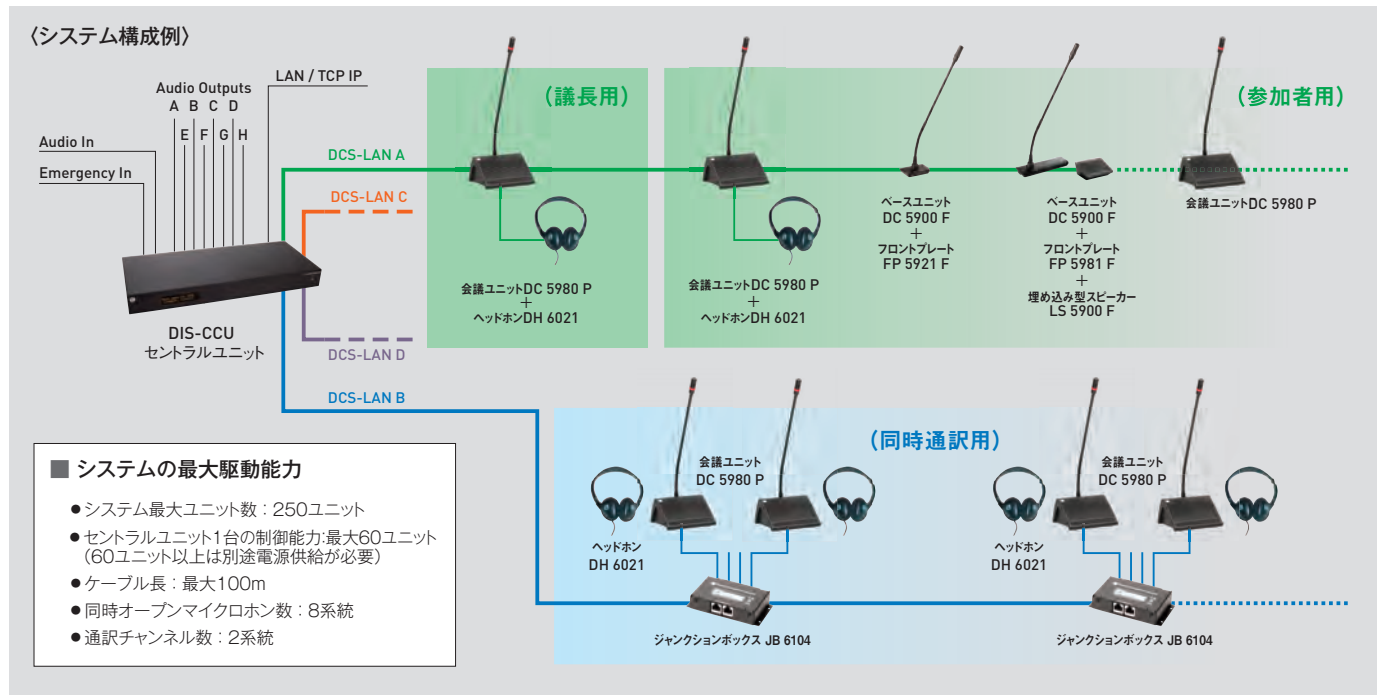 〈システム構成例〉
LAN / TCP IP
Audio Outputs
A B C D
E F G H
Audio In
Emergency In
DCS-LAN A
DCS-LAN C
DCS-LAN D
DCS-LAN B
DIS-CCU
セントラルユニット
(議長用)
会議ユニットDC 5980 P
+
ヘッドホンDH 6021
(参加者用)
会議ユニットDC 5980 P
+
ヘッドホンDH 6021
ベースユニット
DC 5900 F
+
フロントプレート
FP 5921 F
ベースユニット
DC 5900 F
+
フロントプレート
FP 5981 F
+
埋め込み型スピーカー
LS 5900 F
会議ユニットDC 5980 P
(同時通訳用)
会議ユニット
DC 5980 P
ヘッドホン
DH 6021
ジャンクションボックス JB 6104
会議ユニット
DC 5980 P
ヘッドホン
DH 6021
ジャンクションボックス JB 6104
■ システムの最大駆動能力
●システム最大ユニット数：250ユニット
●セントラルユニット1台の制御能力:最大60ユニット
(60ユニット以上は別途電源供給が必要)
●ケーブル長：最大100m
●同時オープンマイクロホン数：8系統
●通訳チャンネル数：2系統